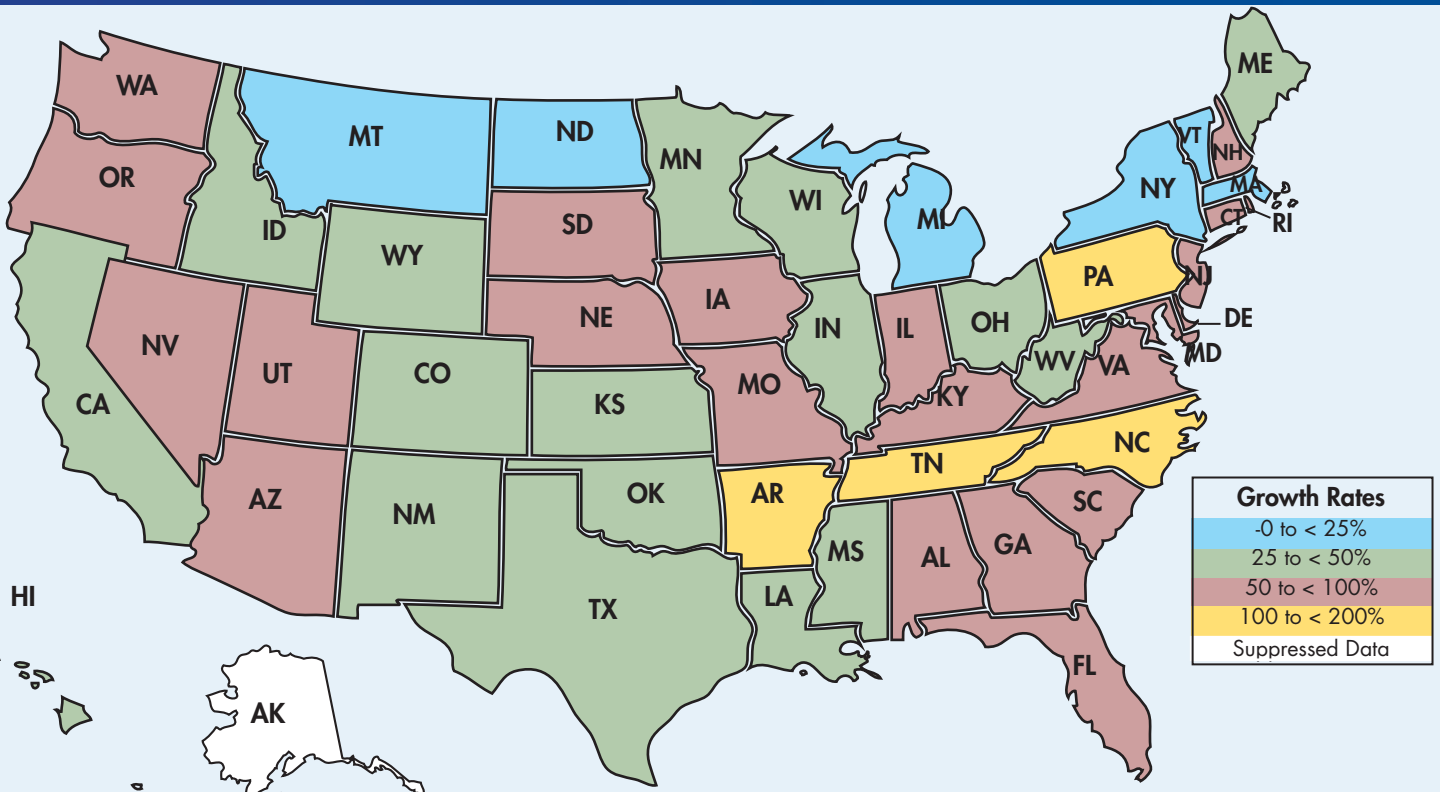 ME
WA
MT
ND
MN
VT
NH
OR
NY
MA
ID
WI
MI
CT
RI
SD
WY
PA
NJ
IA
NE
IN
IL
OH
DE
NV
MD
UT
CO
WV
VA
MO
KY
CA
KS
NC
TN
AZ
OK
AR
NM
SC
MS
AL
GA
HI
TX
LA
FL
AK
Growth Rates
-0 to < 25%
25 to < 50%
50 to < 100%
100 to < 200%
Suppressed Data